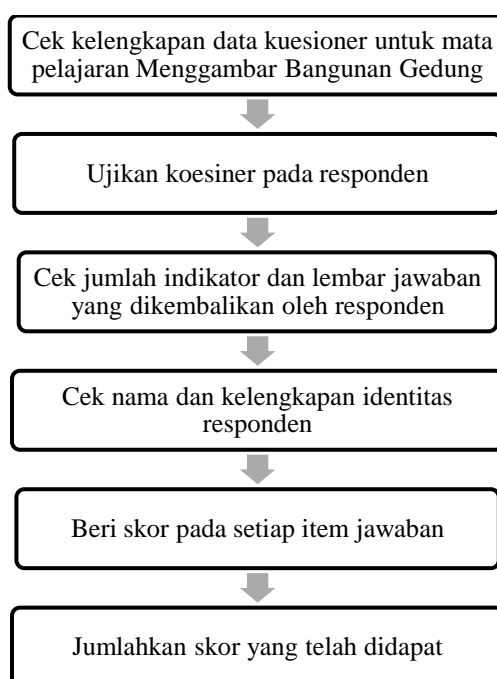 Cek kelengkapan data kuesioner untuk mata
pelajaran Menggambar Bangunan Gedung
Ujikan koesiner pada responden
Cek jumlah indikator dan lembar jawaban
yang dikembalikan oleh responden
Cek nama dan kelengkapan identitas
responden
Beri skor pada setiap item jawaban
Jumlahkan skor yang telah didapat